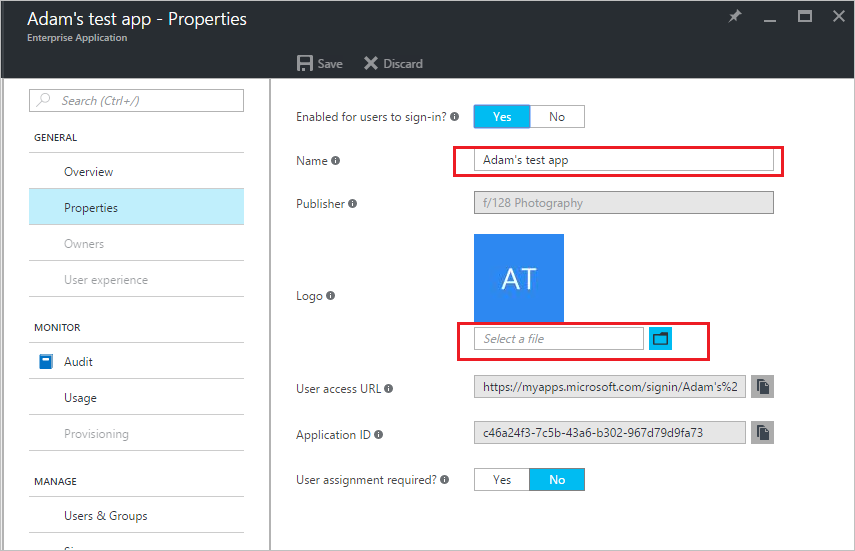 Adam's test app - Properties
Enterprise Application
Save Discard
Search (Ctrl+/)
GENERAL
Overview
Properties
Owners
User experience
MONITOR
Audit
Usage
Provisioning
MANAGE
Users & Groups
Enabled for users to sign-in? Yes No
Name Adam's test app
Publisher f/128 Photography
Logo AT
Select a file
User access URL https://myapps.microsoft.com/signin/Adam's%2
Application ID c46a24f3-7c5b-43a6-b302-967d79d9fa73
User assignment required? Yes No